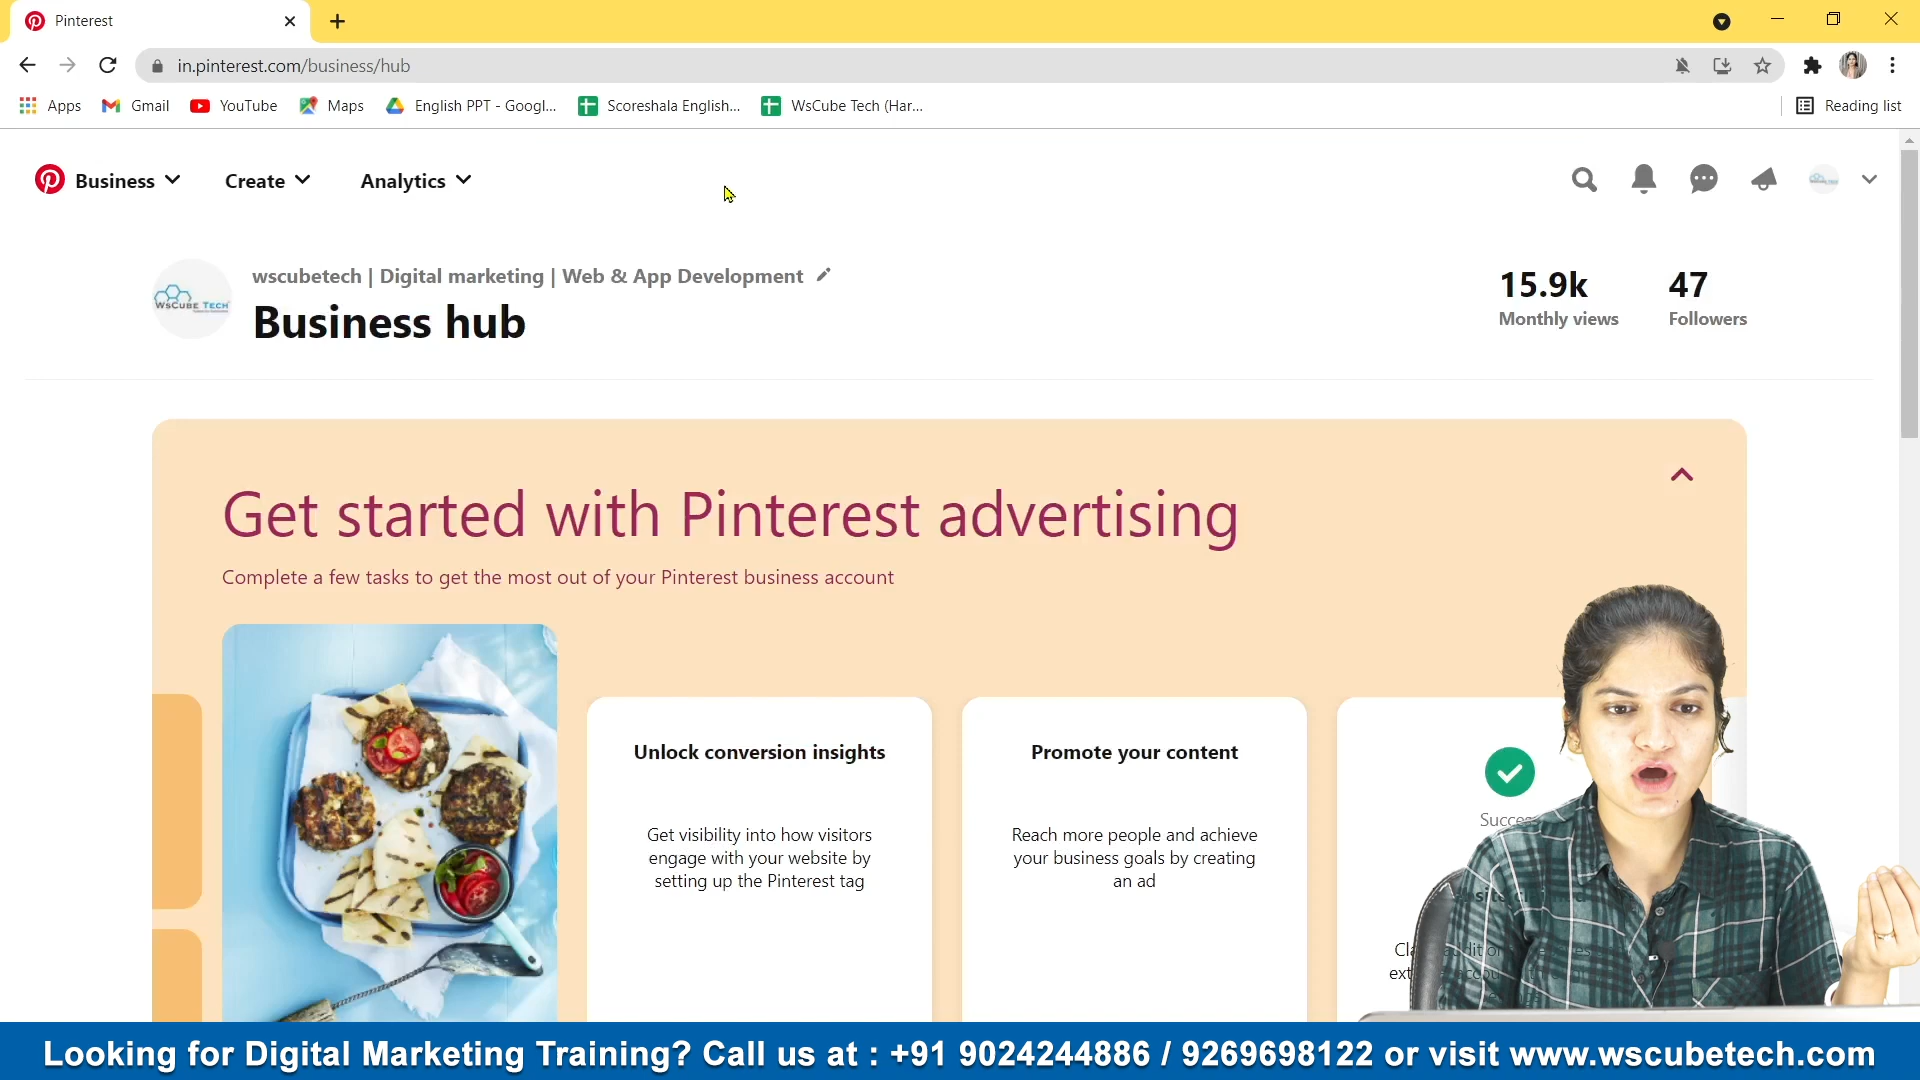 Pinterest
in.pinterest.com/business/hub
Apps
Gmail
YouTube
Maps
English PPT - Googl...
Scoreshala English...
WsCube Tech (Har...
Reading list
Business
Create
Analytics
wscubetech | Digital marketing | Web & App Development
Business hub
WsCube Tech
15.9k
Monthly views
47
Followers
Get started with Pinterest advertising
Complete a few tasks to get the most out of your Pinterest business account
Unlock conversion insights
Get visibility into how visitors
engage with your website by
setting up the Pinterest tag
Promote your content
Reach more people and achieve
your business goals by creating
an ad
Looking for Digital Marketing Training? Call us at : +91 9024244886 / 9269698122 or visit www.wscubetech.com